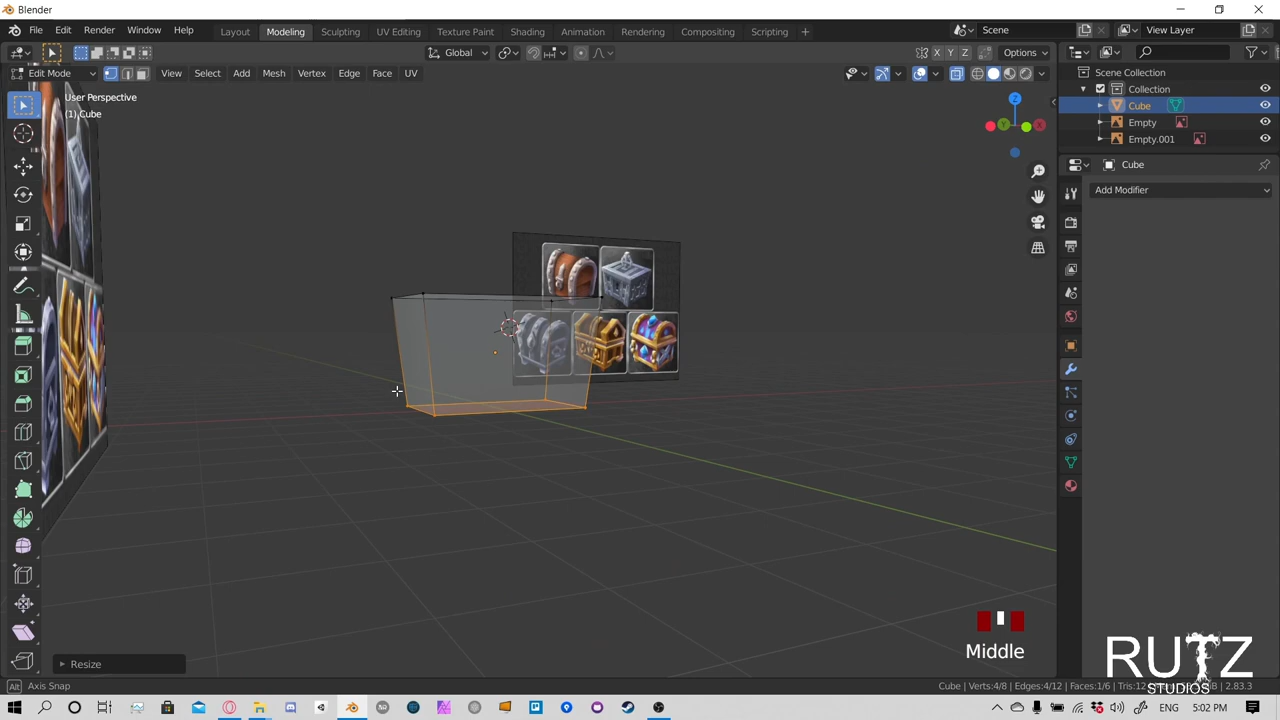 Blender
File Edit Render Window Help Layout Modeling Sculpting UV Editing Texture Paint Shading Animation Rendering Compositing Scripting + Scene View Layer
Global X Y Z Options
Edit Mode View Select Add Mesh Vertex Edge Face UV
User Perspective
(1) Cube
Z
Y X
Scene Collection
Collection
Cube
Empty
Empty.001
Cube
Add Modifier
Middle
Resize
RUTZ
STUDIOS
Alt Axis Snap
Cube | Verts:4/8 | Edges:4/12 | Faces:1/6 | Tris:12
2.83.3
5:02 PM